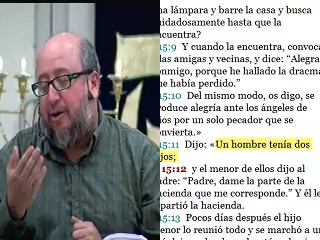 na lámpara y barre la casa y busca
uidadosamente hasta que la
ncuentra?
15:9 Y cuando la encuentra, convoca
las amigas y vecinas, y dice: “Alegra
onmigo, porque he hallado la dracma
ue había perdido.”
15:10 Del mismo modo, os digo, se
roduce alegría ante los ángeles de
ios por un solo pecador que se
onvierta.»
15:11 Dijo: «Un hombre tenía dos
jos;
15:12 y el menor de ellos dijo al
adre: “Padre, dame la parte de la
acienda que me corresponde.” Y él le
partió la hacienda.
15:13 Pocos días después el hijo
enor lo reunió todo y se marchó a